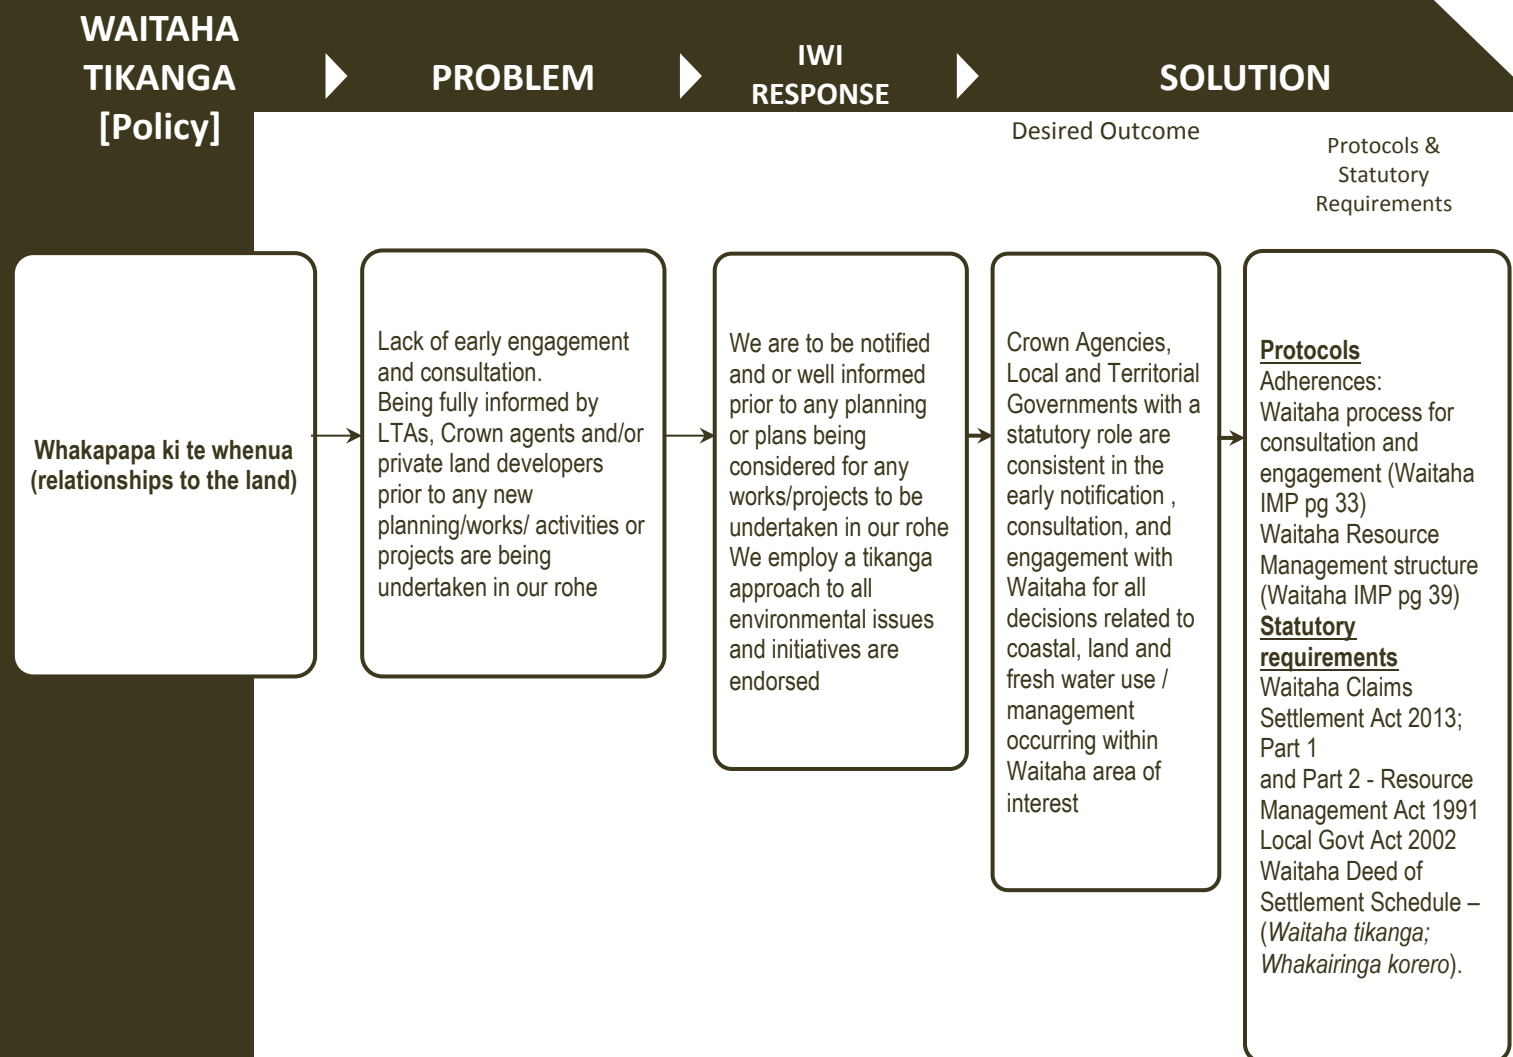 WAITAHA
TIKANGA
[Policy]
PROBLEM
IWI
RESPONSE
SOLUTION
Desired Outcome
Protocols &
Statutory
Requirements
Whakapapa ki te whenua
(relationships to the land)
Lack of early engagement
and consultation.
Being fully informed by
LTAs, Crown agents and/or
private land developers
prior to any new
planning/works/ activities or
projects are being
undertaken in our rohe
We are to be notified
and or well informed
prior to any planning
or plans being
considered for any
works/projects to be
undertaken in our rohe
We employ a tikanga
approach to all
environmental issues
and initiatives are
endorsed
Crown Agencies,
Local and Territorial
Governments with a
statutory role are
consistent in the
early notification ,
consultation, and
engagement with
Waitaha for all
decisions related to
coastal, land and
fresh water use /
management
occurring within
Waitaha area of
interest
Protocols
Adherences:
Waitaha process for
consultation and
engagement (Waitaha
IMP pg 33)
Waitaha Resource
Management structure
(Waitaha IMP pg 39)
Statutory
requirements
Waitaha Claims
Settlement Act 2013;
Part 1
and Part 2 - Resource
Management Act 1991
Local Govt Act 2002
Waitaha Deed of
Settlement Schedule –
(Waitaha tikanga;
Whakairinga korero).